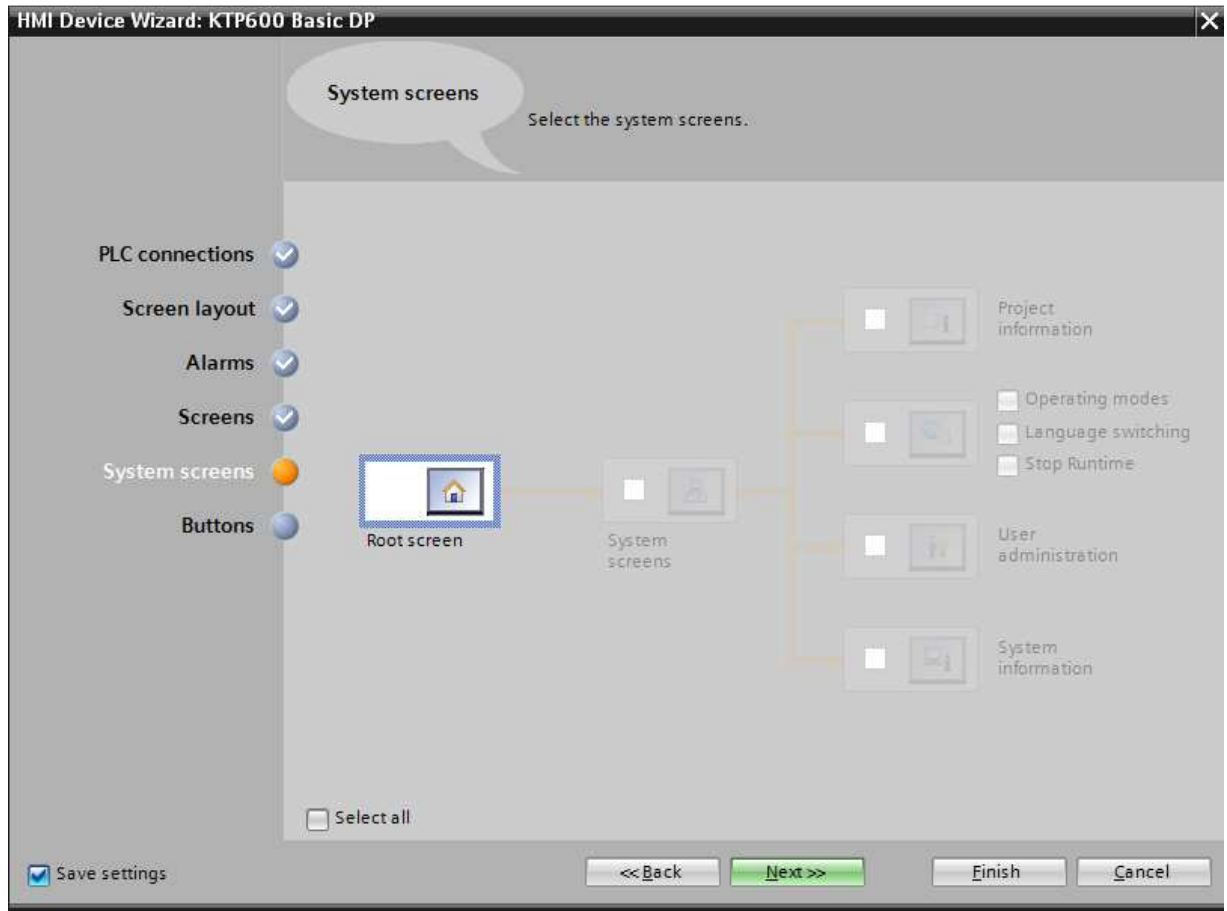 HMI Device Wizard: KTP600 Basic DP
System screens
Select the system screens.
PLC connections
Screen layout
Alarms
Screens
System screens
Buttons
Root screen
System
screens
Project
information
Operating modes
Language switching
Stop Runtime
User
administration
System
information
Select all
Save settings
<<Back
Next>>
Finish
Cancel